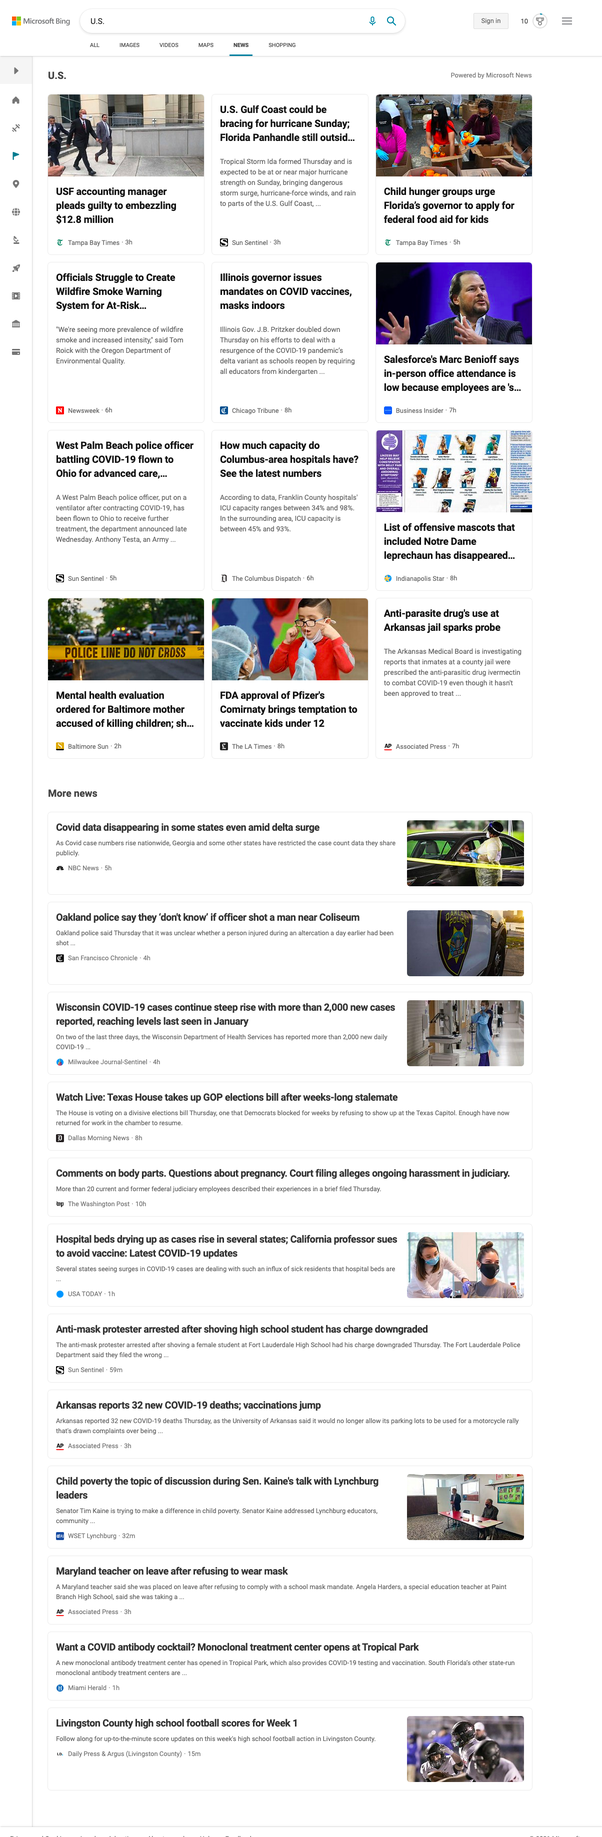 Microsoft Bing
U.S.
Sign in
10
ALL
IMAGES
VIDEOS
MAPS
NEWS
SHOPPING
U.S.
Powered by Microsoft News
USF accounting manager
pleads guilty to embezzling
$12.8 million
Tampa Bay Times · 3h
U.S. Gulf Coast could be
bracing for hurricane Sunday;
Florida Panhandle still outsid...
Tropical Storm Ida formed Thursday and is
expected to be at or near major hurricane
strength on Sunday, bringing dangerous
storm surge, hurricane-force winds, and rain
to parts of the U.S. Gulf Coast, ...
Sun Sentinel · 3h
Child hunger groups urge
Florida's governor to apply for
federal food aid for kids
Tampa Bay Times · 5h
Officials Struggle to Create
Wildfire Smoke Warning
System for At-Risk...
"We're seeing more prevalence of wildfire
smoke and increased intensity," said Tom
Roick with the Oregon Department of
Environmental Quality.
Newsweek · 6h
Illinois governor issues
mandates on COVID vaccines,
masks indoors
Illinois Gov. J.B. Pritzker doubled down
Thursday on his efforts to deal with a
resurgence of the COVID-19 pandemic's
delta variant as schools reopen by requiring
all educators from kindergarten ...
Chicago Tribune · 8h
Salesforce's Marc Benioff says
in-person office attendance is
low because employees are 's...
Business Insider · 7h
West Palm Beach police officer
battling COVID-19 flown to
Ohio for advanced care,...
A West Palm Beach police officer, put on a
ventilator after contracting COVID-19, has
been flown to Ohio to receive further
treatment, the department announced late
Wednesday. Anthony Testa, an Army ...
Sun Sentinel · 5h
How much capacity do
Columbus-area hospitals have?
See the latest numbers
According to data, Franklin County hospitals'
ICU capacity ranges between 34% and 98%.
In the surrounding area, ICU capacity is
between 45% and 93%.
The Columbus Dispatch · 6h
List of offensive mascots that
included Notre Dame
leprechaun has disappeared...
Indianapolis Star · 8h
POLICE LINE DO NOT CROSS
Mental health evaluation
ordered for Baltimore mother
accused of killing children; sh...
Baltimore Sun · 2h
FDA approval of Pfizer's
Comirnaty brings temptation to
vaccinate kids under 12
The LA Times · 8h
Anti-parasite drug's use at
Arkansas jail sparks probe
The Arkansas Medical Board is investigating
reports that inmates at a county jail were
prescribed the anti-parasitic drug ivermectin
to combat COVID-19 even though it hasn't
been approved to treat ...
AP Associated Press · 7h
More news
Covid data disappearing in some states even amid delta surge
As Covid case numbers rise nationwide, Georgia and some other states have restricted the case count data they share
publicly.
NBC News · 5h
Oakland police say they 'don't know' if officer shot a man near Coliseum
Oakland police said Thursday that it was unclear whether a person injured during an altercation a day earlier had been
shot ...
San Francisco Chronicle · 4h
Wisconsin COVID-19 cases continue steep rise with more than 2,000 new cases
reported, reaching levels last seen in January
On two of the last three days, the Wisconsin Department of Health Services has reported more than 2,000 new daily
COVID-19 ...
Milwaukee Journal-Sentinel · 4h
Watch Live: Texas House takes up GOP elections bill after weeks-long stalemate
The House is voting on a divisive elections bill Thursday, one that Democrats blocked for weeks by refusing to show up at the Texas Capitol. Enough have now
returned for work in the chamber to resume.
Dallas Morning News · 8h
Comments on body parts. Questions about pregnancy. Court filing alleges ongoing harassment in judiciary.
More than 20 current and former federal judiciary employees described their experiences in a brief filed Thursday.
wp The Washington Post · 10h
Hospital beds drying up as cases rise in several states; California professor sues
to avoid vaccine: Latest COVID-19 updates
Several states seeing surges in COVID-19 cases are dealing with such an influx of sick residents that hospital beds are
...
USA TODAY · 1h
Anti-mask protester arrested after shoving high school student has charge downgraded
The anti-mask protester arrested after shoving a female student at Fort Lauderdale High School had his charge downgraded Thursday. The Fort Lauderdale Police
Department said they filed the wrong ...
Sun Sentinel · 59m
Arkansas reports 32 new COVID-19 deaths; vaccinations jump
Arkansas reported 32 new COVID-19 deaths Thursday, as the University of Arkansas said it would no longer allow its parking lots to be used for a motorcycle rally
that's drawn complaints over being ...
AP Associated Press · 3h
Child poverty the topic of discussion during Sen. Kaine's talk with Lynchburg
leaders
Senator Tim Kaine is trying to make a difference in child poverty. Senator Kaine addressed Lynchburg educators,
community ...
WSET Lynchburg · 32m
Maryland teacher on leave after refusing to wear mask
A Maryland teacher said she was placed on leave after refusing to comply with a school mask mandate. Angela Harders, a special education teacher at Paint
Branch High School, said she was taking a ...
AP Associated Press · 3h
Want a COVID antibody cocktail? Monoclonal treatment center opens at Tropical Park
A new monoclonal antibody treatment center has opened in Tropical Park, which also provides COVID-19 testing and vaccination. South Florida's other state-run
monoclonal antibody treatment centers are ...
Miami Herald · 1h
Livingston County high school football scores for Week 1
Follow along for up-to-the-minute score updates on this week's high school football action in Livingston County.
Daily Press & Argus (Livingston County) · 15m